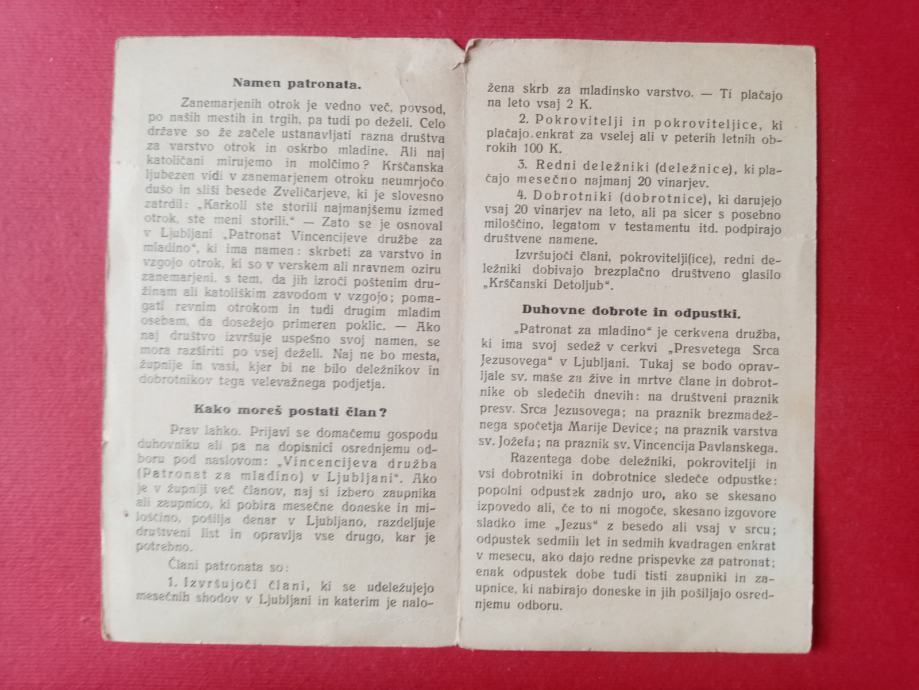 Namen patronata.
Zanemarjenih otrok je vedno več, povsod,
po naših mestih in trgih, pa tudi po deželi. Celo
države so že začele ustanavljati razna društva
za varstvo otrok in oskrbo mladine. Ali naj
katoličani mirujemo in molčimo? Krščanska
ljubezen vidi v zanemarjenem otroku neumrjočo
dušo in sliši besede Zveličarjeve, ki je slovesno
zatrdil: „Karkoli ste storili najmanjšemu izmed
otrok, ste meni storili.“ — Zato se je osnoval
v Ljubljani „Patronat Vincencijeve družbe za
mladino“, ki ima namen: skrbeti za varstvo in
vzgojo otrok, ki so v verskem ali nravnem oziru
zanemarjeni, s tem, da jih izroči poštenim dru-
žinam ali katoliškim zavodom v vzgojo; poma-
gati revnim otrokom in tudi drugim mladim
osebam, da dosežejo primeren poklic. — Ako
naj društvo izvršuje uspešno svoj namen, se
mora razširiti po vsej deželi. Naj ne bo mesta,
župnije in vasi, kjer bi ne bilo deležnikov in
dobrotnikov tega velevažnega podjetja.
Kako moreš postati član?
Prav lahko. Prijavi se domačemu gospodu
duhovniku ali pa na dopisnici osrednjemu od-
boru pod naslovom: „Vincencijeva družba
(Patronat za mladino) v Ljubljani“. Ako
je v župniji več članov, naj si izbero zaupnika
ali zaupnico, ki pobira mesečne doneske in mi-
loščino, pošilja denar v Ljubljano, razdeljuje
društveni list in opravlja vse drugo, kar je
potrebno.
Člani patronata so:
1. Izvršujoči člani, ki se udeležujejo
mesečnih shodov v Ljubljani in katerim je nalo-
žena skrb za mladinsko varstvo. — Ti plačajo
na leto vsaj 2 K.
2. Pokrovitelji in pokroviteljice, ki
plačajo enkrat za vselej ali v peterih letnih ob-
rokih 100 K.
3. Redni deležniki (deležnice), ki pla-
čajo mesečno najmanj 20 vinarjev.
4. Dobrotniki (dobrotnice), ki darujejo
vsaj 20 vinarjev na leto, ali pa sicer s posebno
miloščino, legatom v testamentu itd. podpirajo
društvene namene.
Izvršujoči člani, pokrovitelji(ice), redni de-
ležniki dobivajo brezplačno društveno glasilo
„Krščanski Detoljub“.
Duhovne dobrote in odpustki.
„Patronat za mladino“ je cerkvena družba,
ki ima svoj sedež v cerkvi „Presvetega Srca
Jezusovega“ v Ljubljani. Tukaj se bodo oprav-
ljale sv. maše za žive in mrtve člane in dobrot-
nike ob sledečih dnevih: na društveni praznik
presv. Srca Jezusovega; na praznik brezmadež-
nega spočetja Marije Device; na praznik varstva
sv. Jožefa; na praznik sv. Vincencija Pavlanskega.
Razentega dobe deležniki, pokrovitelji in
vsi dobrotniki in dobrotnice sledeče odpustke:
popolni odpustek zadnjo uro, ako se skesano
izpovedo ali, če to ni mogoče, skesano izgovore
sladko ime „Jezus“ z besedo ali vsaj v srcu;
odpustek sedmih let in sedmih kvadragen enkrat
v mesecu, ako dajo redne prispevke za patronat;
enak odpustek dobe tudi tisti zaupniki in za-
upnice, ki nabirajo doneske in jih pošiljajo osred-
njemu odboru.